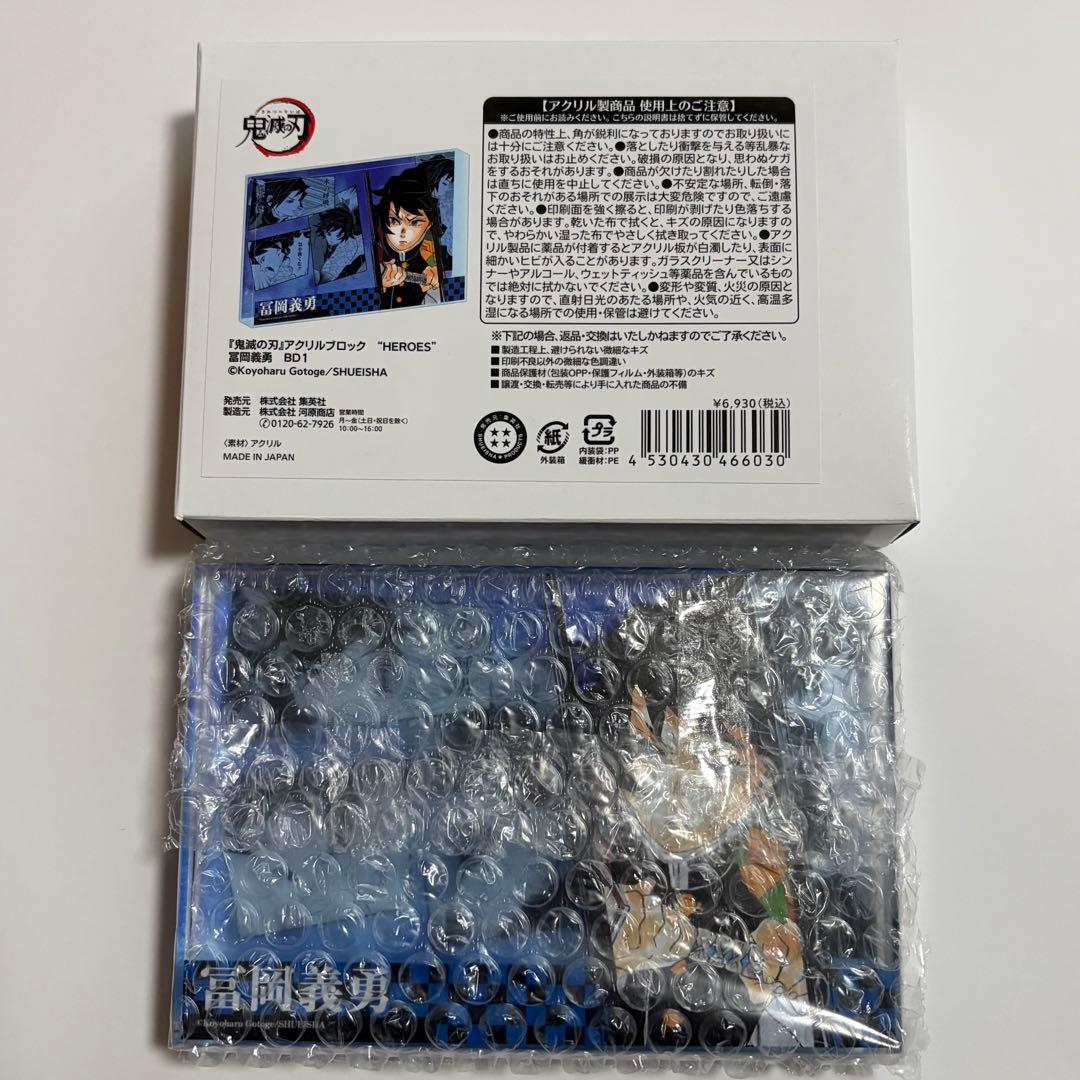 きめつのやいば
鬼滅の刃
冨岡義勇
『鬼滅の刃』アクリルブロック “HEROES”
冨岡義勇 BD1
©Koyoharu Gotoge/SHUEISHA
発売元 株式会社 集英社
製造元 株式会社 河原商店
0120-62-7926
営業時間
月~金(土日・祝日を除く)
10:00~16:00
〈素材〉アクリル
MADE IN JAPAN
【アクリル製商品 使用上のご注意】
※ご使用前にお読みください。こちらの説明書は捨てずに保管してください。
●商品の特性上、角が鋭利になっておりますのでお取り扱いに
は十分にご注意ください。●落としたり衝撃を与える等乱暴な
お取り扱いはお止めください。破損の原因となり、思わぬケガ
をするおそれがあります。●商品が欠けたり割れたりした場合
は直ちに使用を中止してください。●不安定な場所、転倒・落
下のおそれがある場所での展示は大変危険ですので、ご遠慮
ください。●印刷面を強く擦ると、印刷が剥げたり色落ちする
場合があります。乾いた布で拭くと、キズの原因になりますの
で、やわらかい湿った布でやさしく拭き取ってください。●アク
リル製品に薬品が付着するとアクリル板が白濁したり、表面に
細かいヒビが入ることがあります。ガラスクリーナー又はシン
ナーやアルコール、ウェットティッシュ等薬品を含んでいるもの
では絶対に拭かないでください。●変形や変質、火災の原因と
なりますので、直射日光のあたる場所や、火気の近く、高温多
湿になる場所での使用・保管は避けてください。
※下記の場合、返品・交換はいたしかねますのでご了承ください。
■製造工程上、避けられない微細なキズ
■印刷不良以外の微細な色調違い
■商品保護材(包装OPP・保護フィルム・外装箱等)のキズ
■譲渡・交換・転売等により手に入れた商品の不備
¥6,930(税込)
発売元:集英社
SHUEISHA PRODUCTS
紙
外装箱
プラ
内装袋:PP
緩衝材:PE
4 530430 466030
冨岡義勇
©Koyoharu Gotoge/SHUEISHA